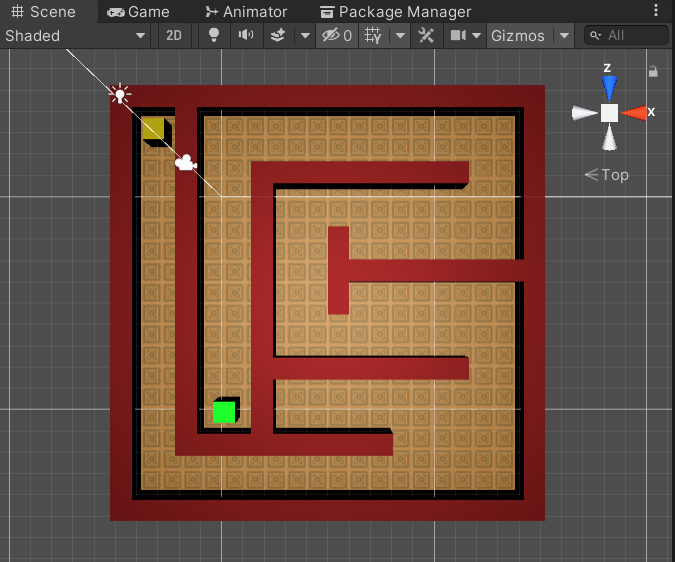 Scene Game Animator Package Manager
Shaded 2D 0 Gizmos All
z
x
Top